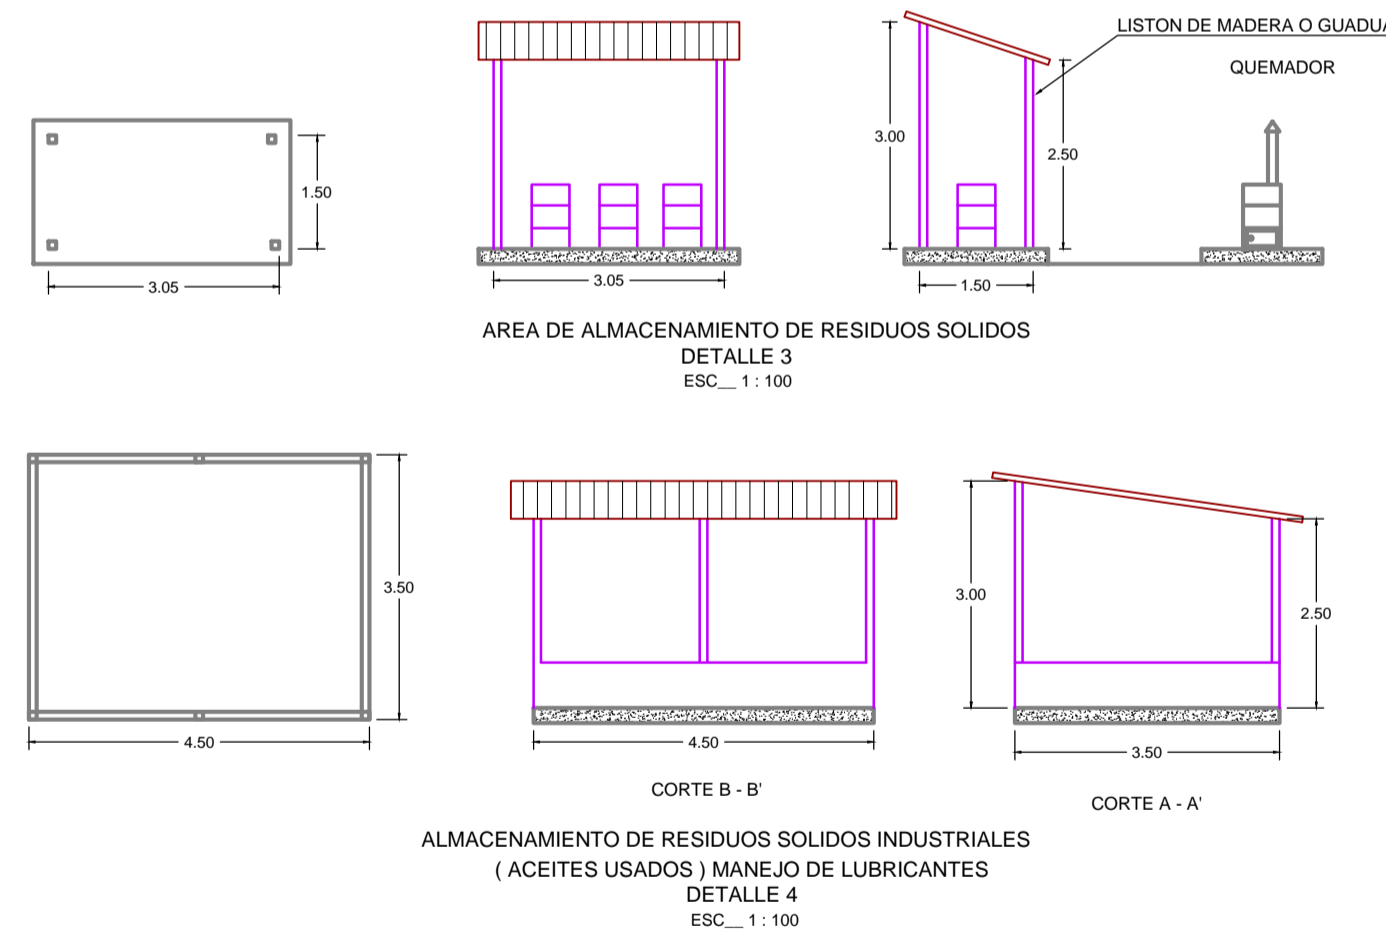 LISTON DE MADERA O GUADUA
QUEMADOR
3.00
2.50
1.50
3.05
3.05
1.50
AREA DE ALMACENAMIENTO DE RESIDUOS SOLIDOS
DETALLE 3
ESC__ 1 : 100
3.50
3.00
2.50
4.50
4.50
3.50
CORTE B - B'
CORTE A - A'
ALMACENAMIENTO DE RESIDUOS SOLIDOS INDUSTRIALES
( ACEITES USADOS ) MANEJO DE LUBRICANTES
DETALLE 4
ESC__ 1 : 100